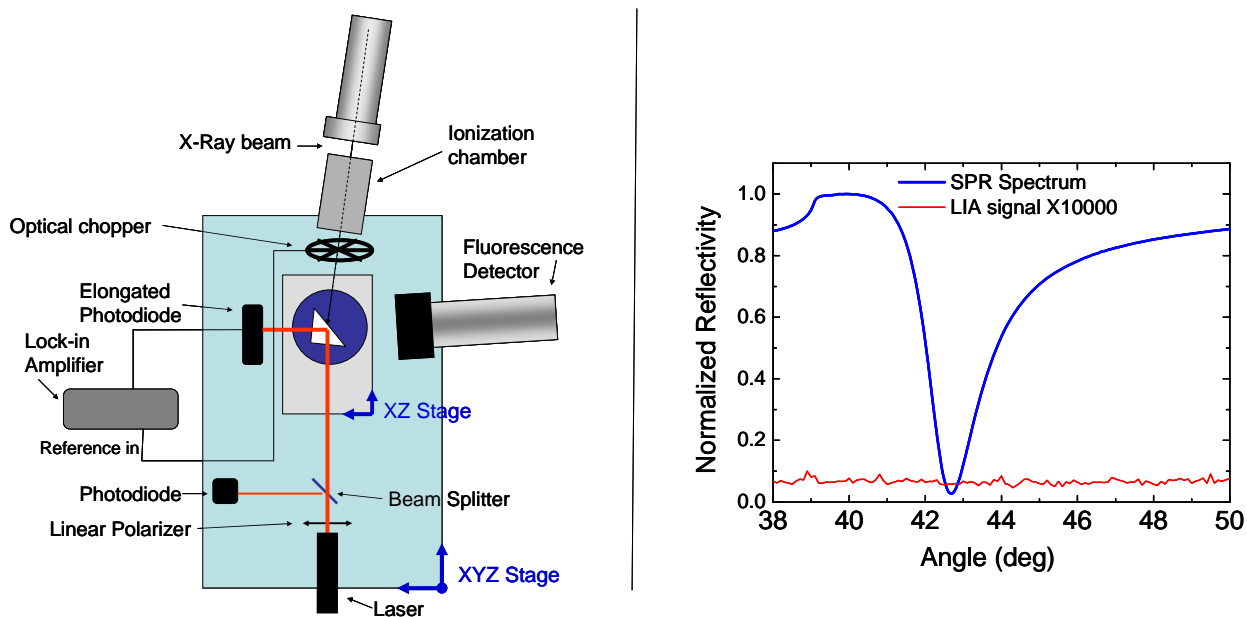 X-Ray beam
Ionization
chamber
Optical chopper
Fluorescence
Detector
Elongated
Photodiode
Lock-in
Amplifier
XZ Stage
Reference in
Photodiode
Beam Splitter
Linear Polarizer
XYZ Stage
Laser
SPR Spectrum
LIA signal X10000
Normalized Reflectivity
1.0
0.8
0.6
0.4
0.2
0.0
38 40 42 44 46 48 50
Angle (deg)